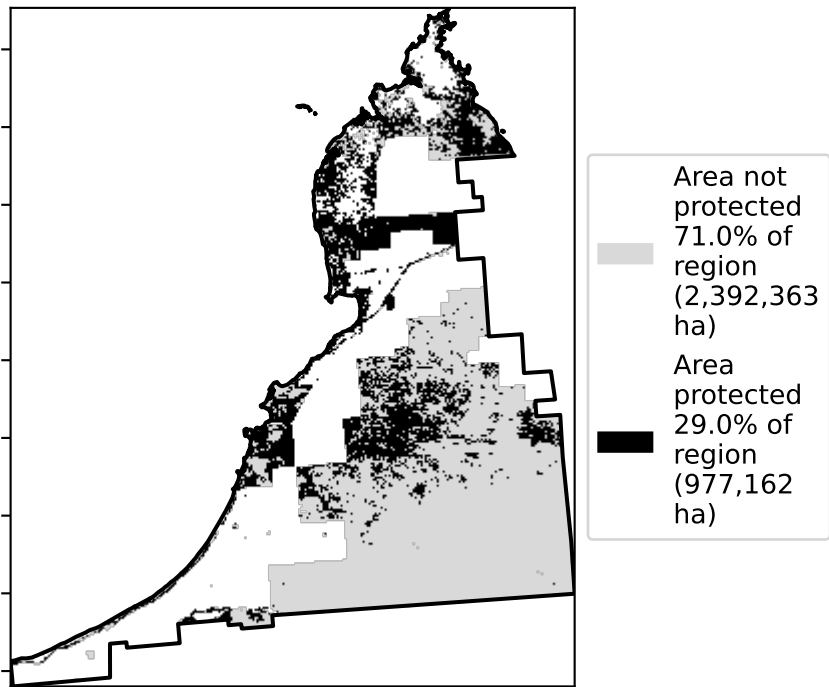 Area not
protected
71.0% of
region
(2,392,363
ha)
Area
protected
29.0% of
region
(977,162
ha)